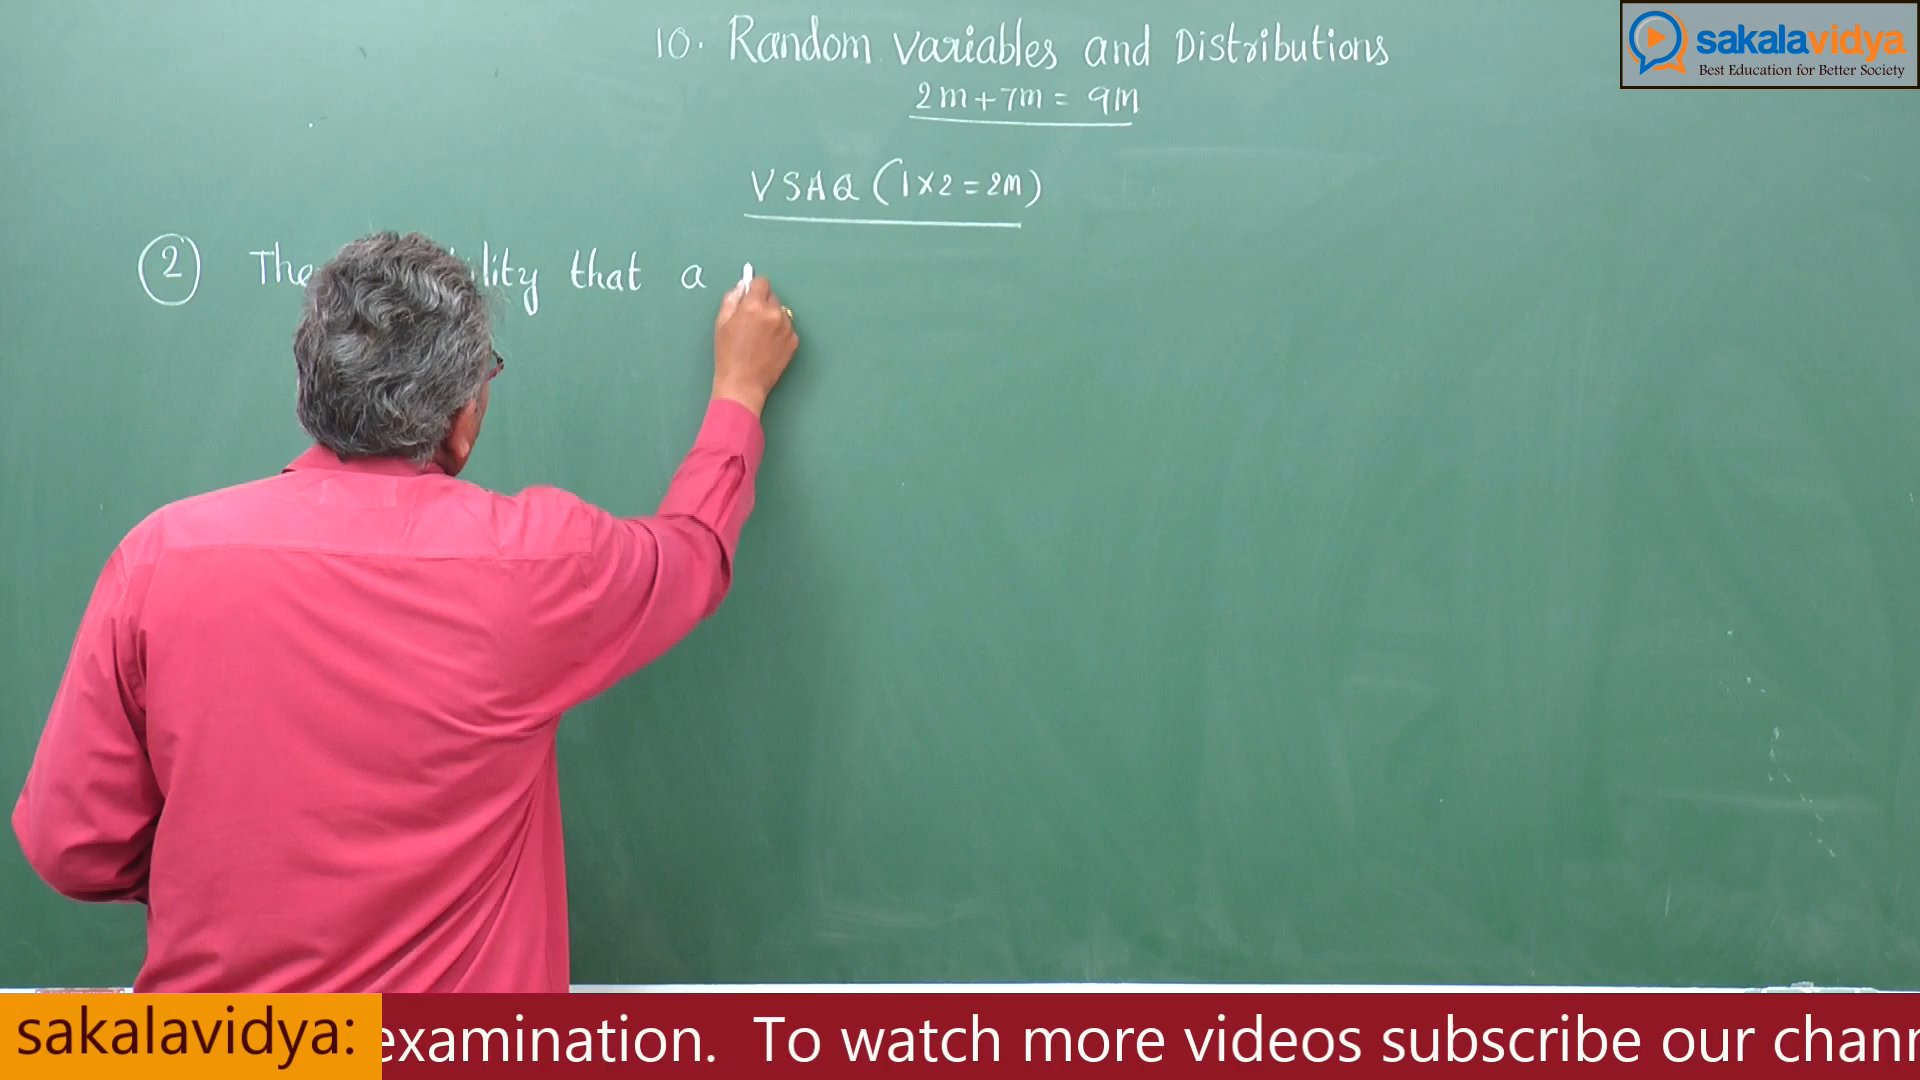 10. Random Variables and Distributions
2m + 7m = 9m
VSAQ (1 x 2 = 2m)
2 The lity that a
sakalavidya
Best Education for Better Society
sakalavidya: examination. To watch more videos subscribe our chann